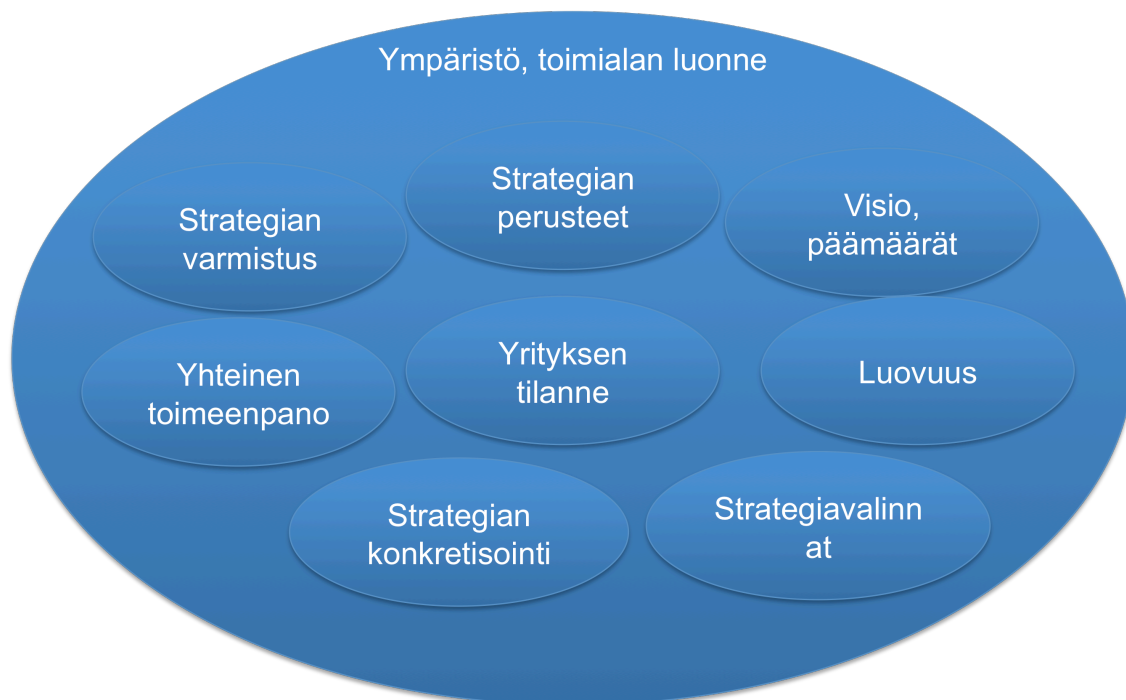 Ympäristö, toimialan luonne
Strategian
perusteet
Visio,
päämäärät
Strategian
varmistus
Yrityksen
tilanne
Luovuus
Yhteinen
toimeenpano
Strategian
konkretisointi
Strategiavalinn
at